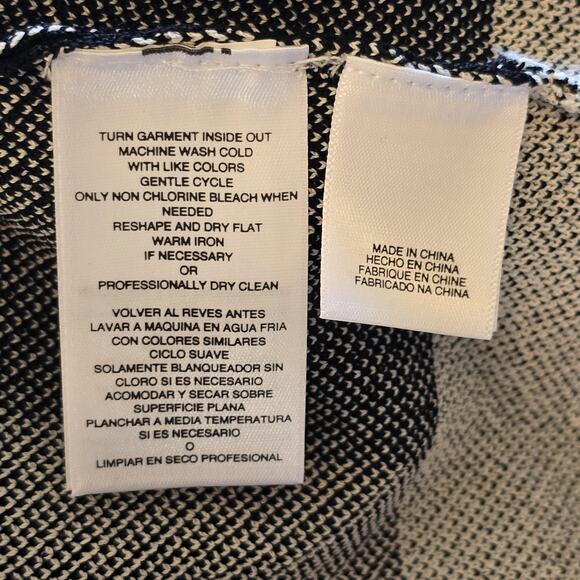 TURN GARMENT INSIDE OUT
MACHINE WASH COLD
WITH LIKE COLORS
GENTLE CYCLE
ONLY NON CHLORINE BLEACH WHEN
NEEDED
RESHAPE AND DRY FLAT
WARM IRON
IF NECESSARY
OR
PROFESSIONALLY DRY CLEAN
VOLVER AL REVES ANTES
LAVAR A MAQUINA EN AGUA FRIA
CON COLORES SIMILARES
CICLO SUAVE
SOLAMENTE BLANQUEADOR SIN
CLORO SI ES NECESARIO
ACOMODAR Y SECAR SOBRE
SUPERFICIE PLANA
PLANCHAR A MEDIA TEMPERATURA
SI ES NECESARIO
O
LIMPIAR EN SECO PROFESIONAL
MADE IN CHINA
HECHO EN CHINA
FABRIQUE EN CHINE
FABRICADO NA CHINA